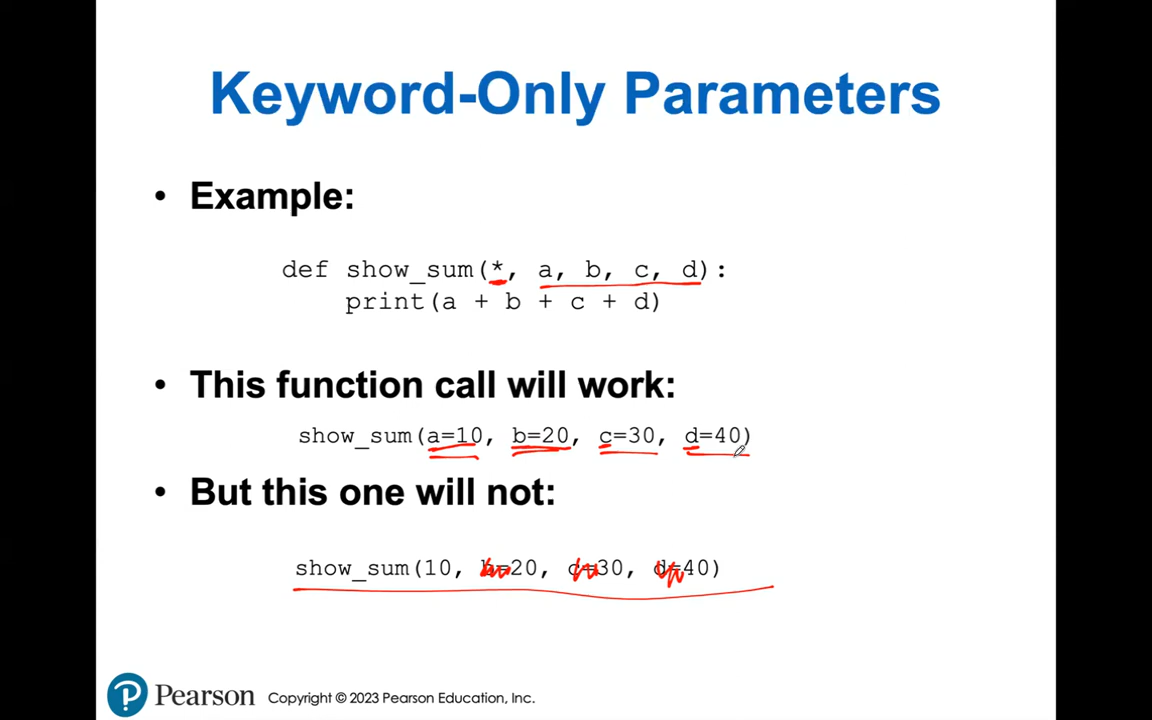 Keyword-Only Parameters
• Example:
def show_sum(*, a, b, c, d):
print(a + b + c + d)
• This function call will work:
show_sum(a=10, b=20, c=30, d=40)
• But this one will not:
show_sum(10, b=20, c=30, d=40)
Pearson Copyright © 2023 Pearson Education, Inc.